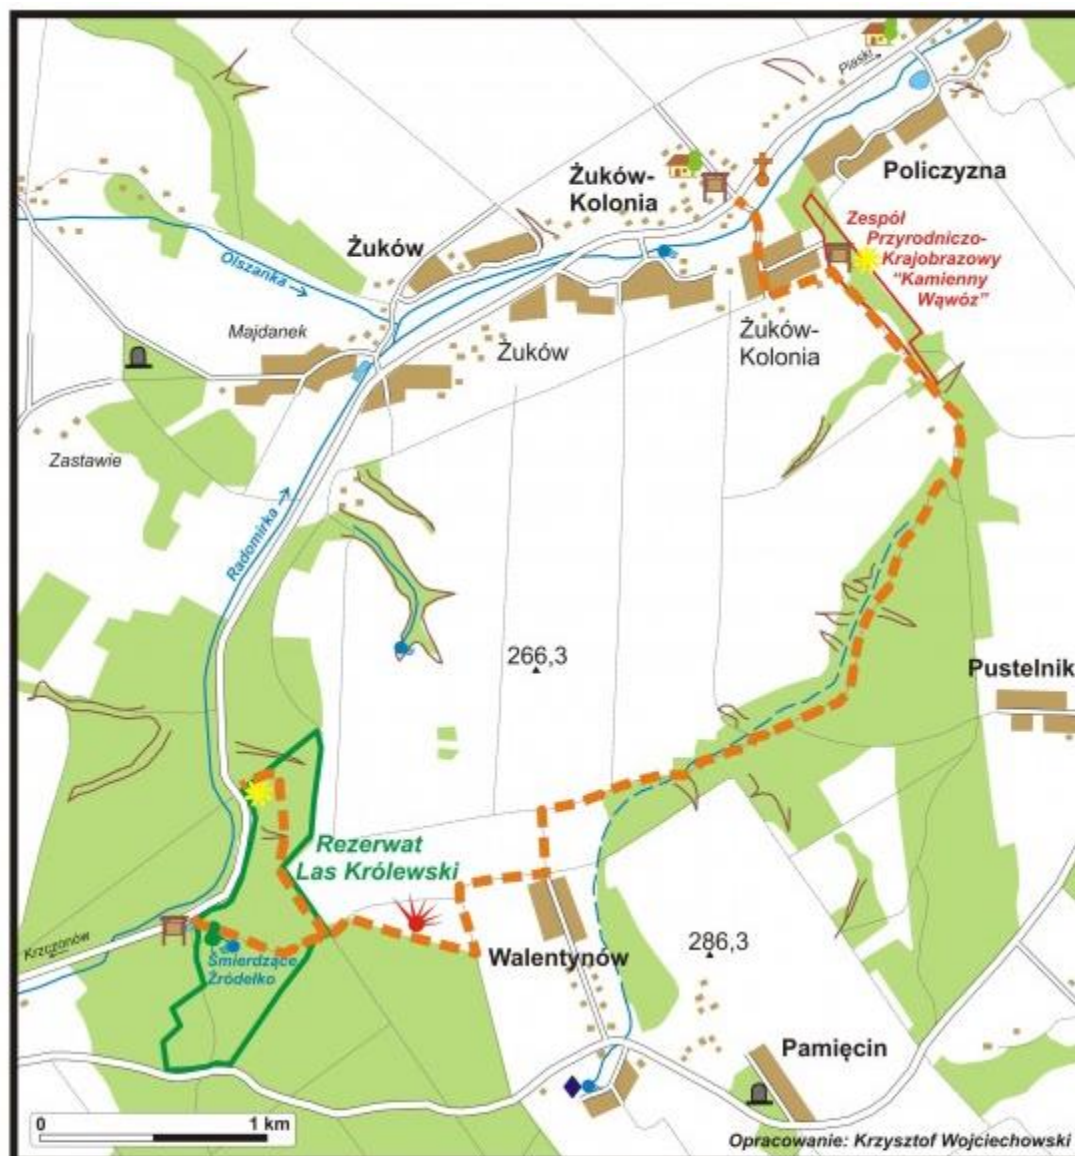 Piaski
Żuków-
Kolonia
Policzyzna
Zespół
Przyrodniczo-
Krajobrazowy
"Kamienny
Wąwóz"
Żuków
Olszanka →
Majdanek
Żuków
Żuków-
Kolonia
Zastawie
Radomirka →
266,3
Pustelnik
Rezerwat
Las Królewski
Krzczonów
Śmierdzące
Źródełko
Walentynów
286,3
Pamięcin
0 1 km
Opracowanie: Krzysztof Wojciechowski